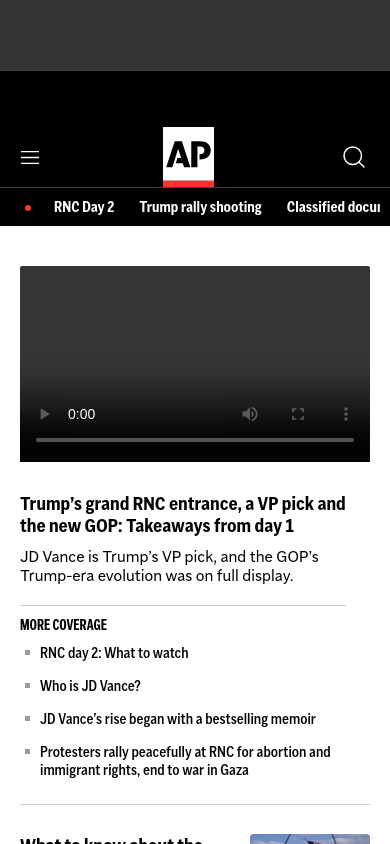 AP
RNC Day 2 Trump rally shooting Classified docu
0:00
Trump's grand RNC entrance, a VP pick and
the new GOP: Takeaways from day 1
JD Vance is Trump's VP pick, and the GOP's
Trump-era evolution was on full display.
MORE COVERAGE
RNC day 2: What to watch
Who is JD Vance?
JD Vance's rise began with a bestselling memoir
Protesters rally peacefully at RNC for abortion and
immigrant rights, end to war in Gaza
What to know about the